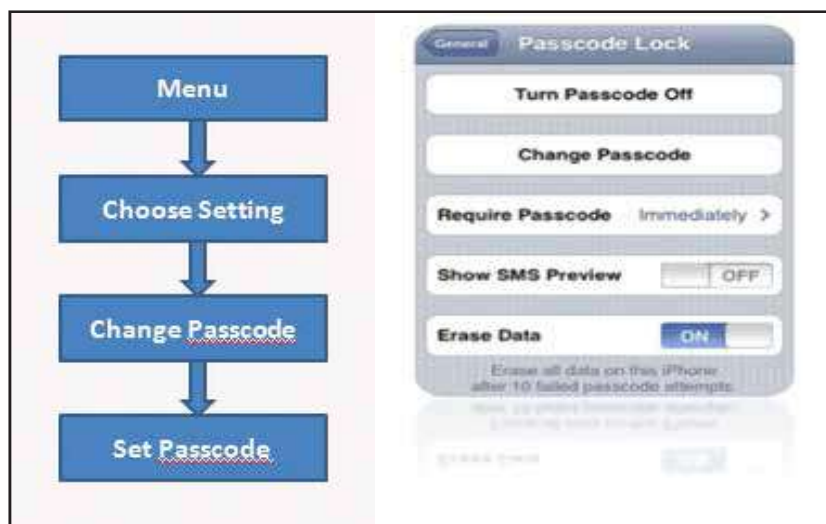 Menu
Choose Setting
Change Passcode
Set Passcode
General
Passcode Lock
Turn Passcode Off
Change Passcode
Require Passcode Immediately >
Show SMS Preview OFF
Erase Data ON
Erase all data on this iPhone
after 10 failed passcode attempts.